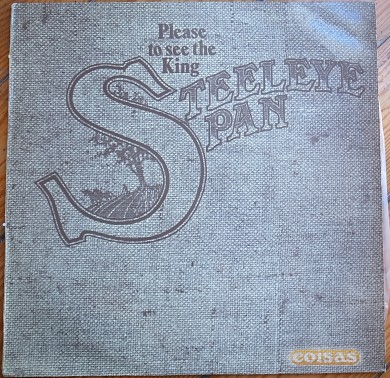 Please
to see the
King
STEELEYE
SPAN
coisas